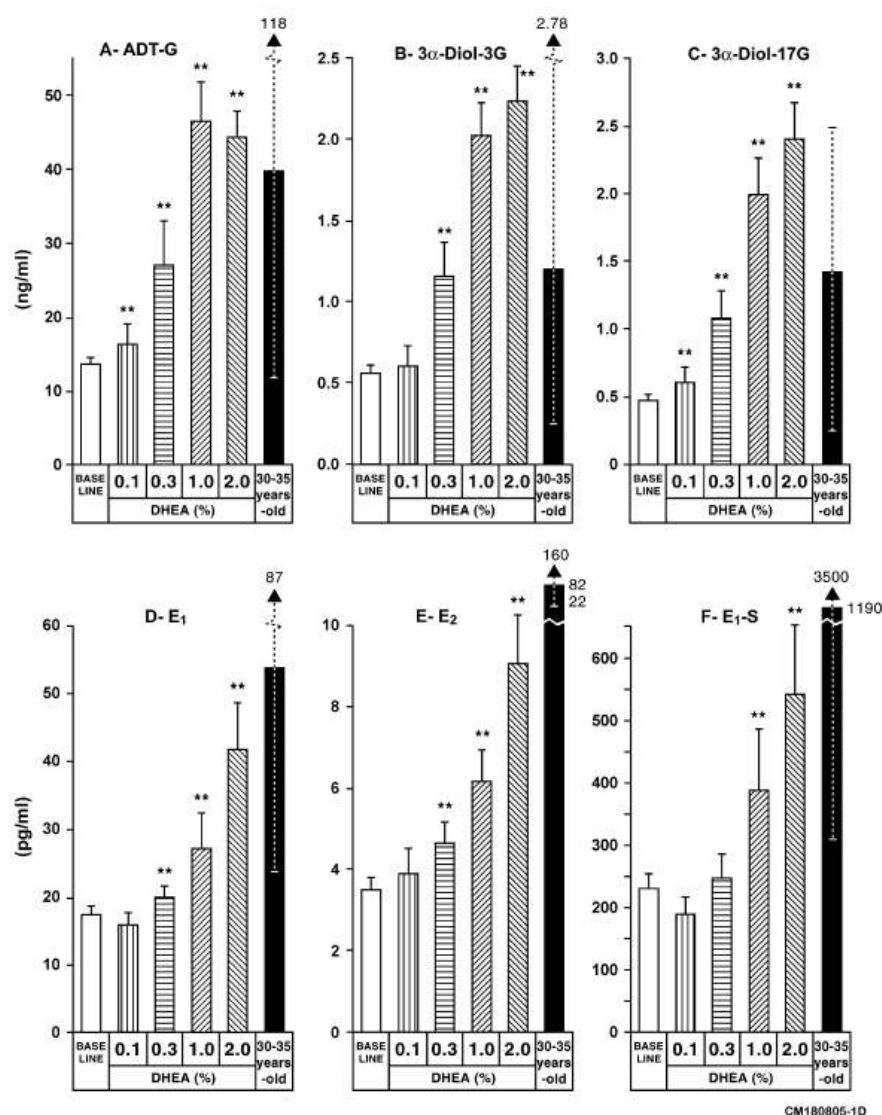 118
A- ADT-G
**
**
**
**
50
40
30
20
10
0
(ng/ml)
BASE
LINE
0.1 0.3 1.0 2.0
DHEA (%)
30-35
years
-old
2.78
B- 3α-Diol-3G
**
**
**
2.5
2.0
1.5
1.0
0.5
0.0
BASE
LINE
0.1 0.3 1.0 2.0
DHEA (%)
30-35
years
-old
C- 3α-Diol-17G
**
**
**
**
3.0
2.5
2.0
1.5
1.0
0.5
0
BASE
LINE
0.1 0.3 1.0 2.0
DHEA (%)
30-35
years
-old
87
D- E₁
**
**
**
60
50
40
30
20
10
0
(pg/ml)
BASE
LINE
0.1 0.3 1.0 2.0
DHEA (%)
30-35
years
-old
160
82
22
E- E₂
**
**
**
10
8
6
4
2
0
BASE
LINE
0.1 0.3 1.0 2.0
DHEA (%)
30-35
years
-old
3500
1190
F- E₁-S
**
**
600
500
400
300
200
100
0
BASE
LINE
0.1 0.3 1.0 2.0
DHEA (%)
30-35
years
-old
CM180805-1D